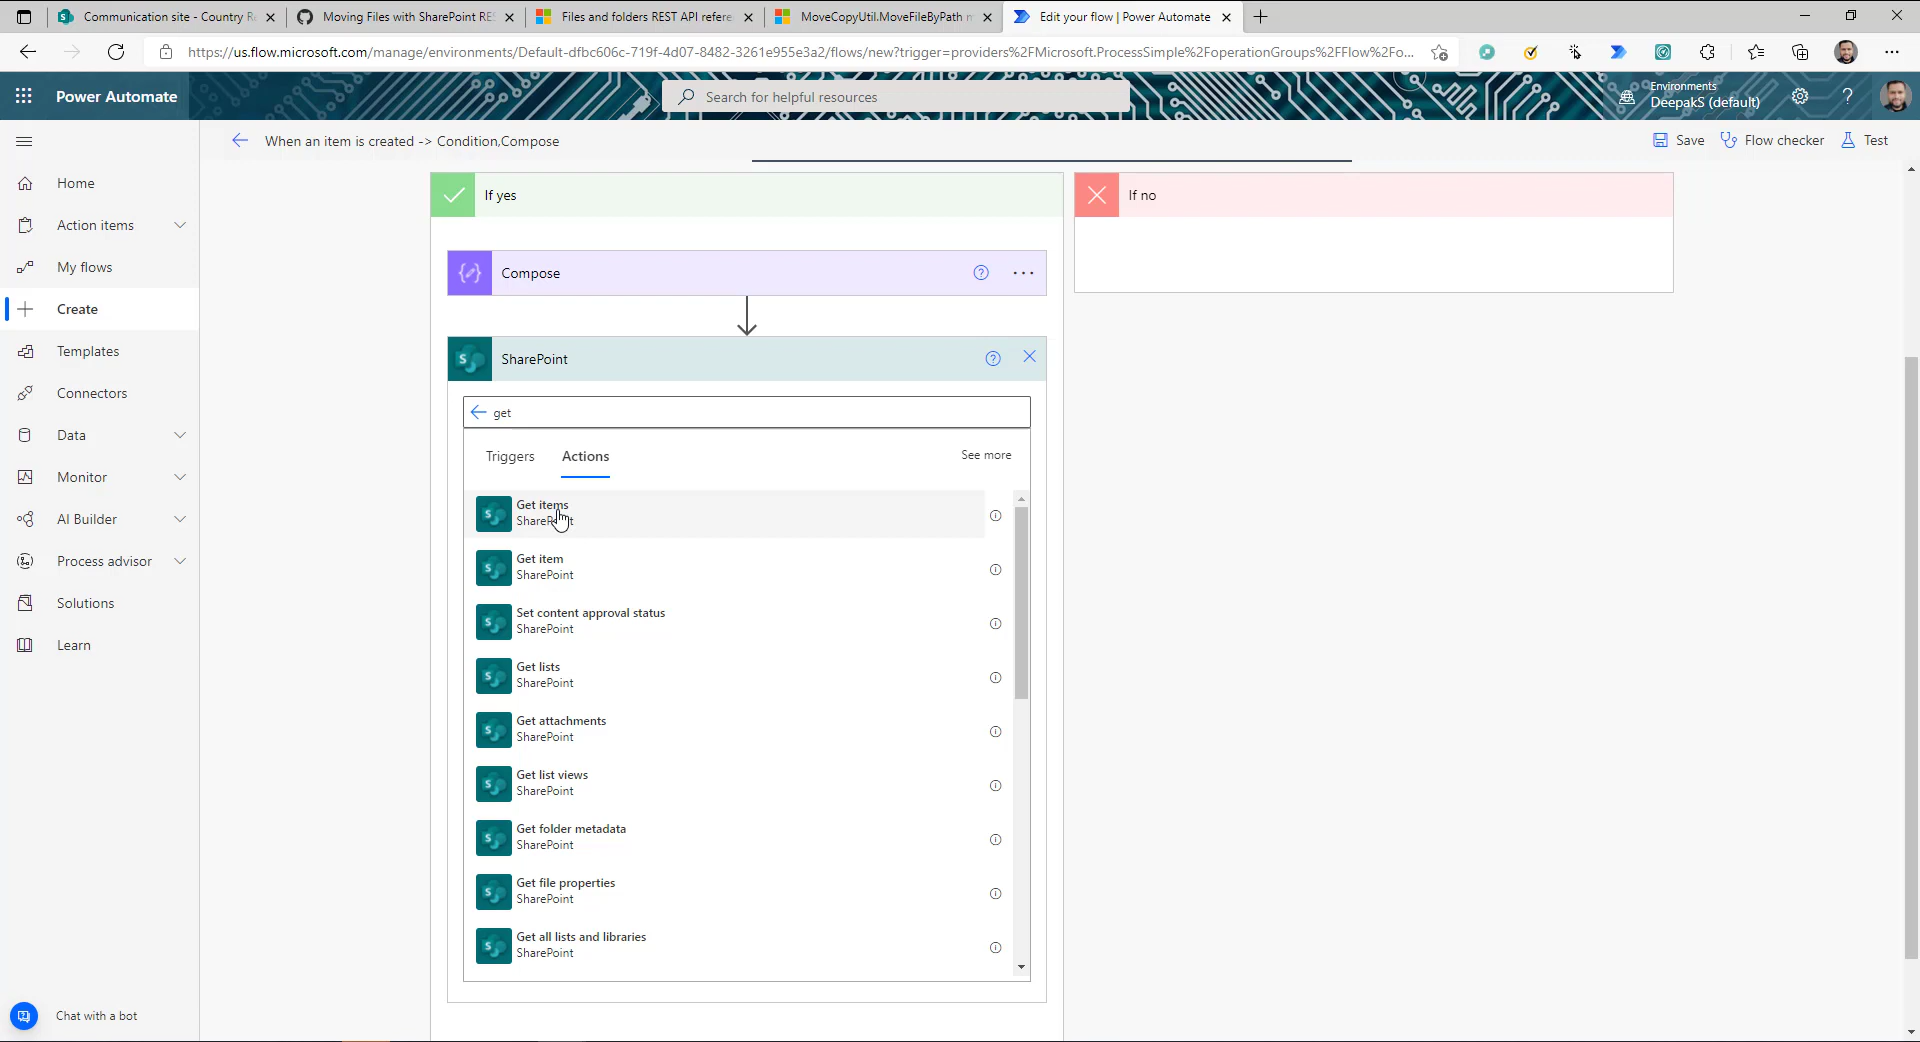 Communication site - Country Re
Moving Files with SharePoint RES
Files and folders REST API refere
MoveCopyUtil.MoveFileByPath m
Edit your flow | Power Automate
https://us.flow.microsoft.com/manage/environments/Default-dfbc606c-719f-4d07-8482-3261e955e3a2/flows/new?trigger=providers%2FMicrosoft.ProcessSimple%2FoperationGroups%2FFlow%2Fo...
Power Automate
Search for helpful resources
Environments
DeepakS (default)
When an item is created -> Condition,Compose
Save
Flow checker
Test
Home
Action items
My flows
Create
Templates
Connectors
Data
Monitor
AI Builder
Process advisor
Solutions
Learn
Chat with a bot
If yes
If no
Compose
SharePoint
get
Triggers
Actions
See more
Get items
SharePoint
Get item
SharePoint
Set content approval status
SharePoint
Get lists
SharePoint
Get attachments
SharePoint
Get list views
SharePoint
Get folder metadata
SharePoint
Get file properties
SharePoint
Get all lists and libraries
SharePoint